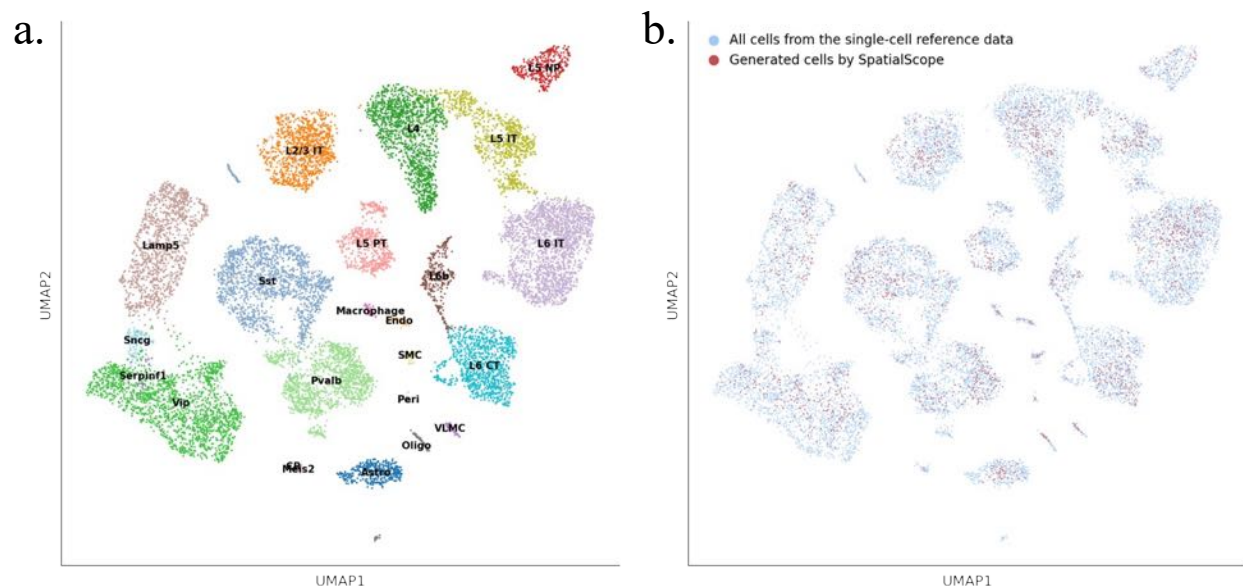 a.
L5 NP
L4
L5 IT
L2/3 IT
Lamp5
L5 PT
L6 IT
Sst
L6b
Macrophage
Endo
Sncg
SMC
L6 CT
Serpinf1
Pvalb
Vip
Peri
VLMC
Oligo
CR
Meis2
Astro
UMAP2
UMAP1
b.
All cells from the single-cell reference data
Generated cells by SpatialScope
UMAP2
UMAP1